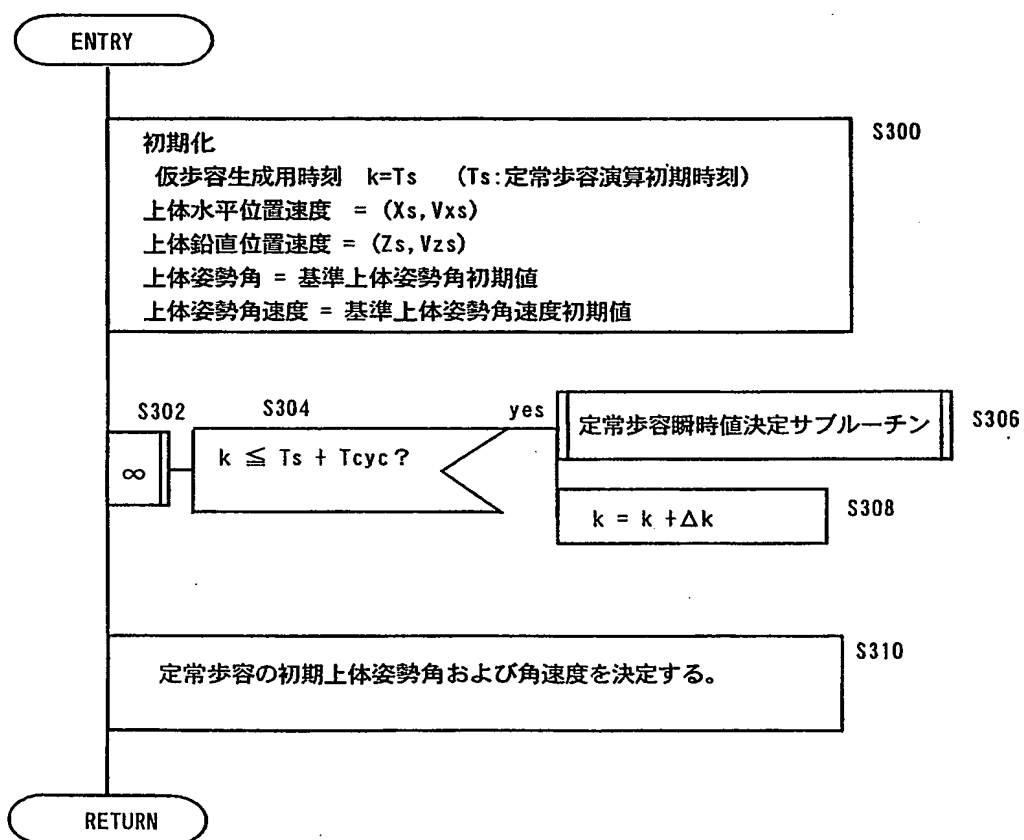 ENTRY
S300
初期化
仮歩容生成用時刻 k=Ts (Ts:定常歩容演算初期時刻)
上体水平位置速度 = (Xs,Vxs)
上体鉛直位置速度 = (Zs,Vzs)
上体姿勢角 = 基準上体姿勢角初期値
上体姿勢角速度 = 基準上体姿勢角速度初期値
S302
S304
yes
S306
∞
k ≦ Ts + Tcyc?
定常歩容瞬時値決定サブルーチン
k = k +Δk
S308
S310
定常歩容の初期上体姿勢角および角速度を決定する。
RETURN